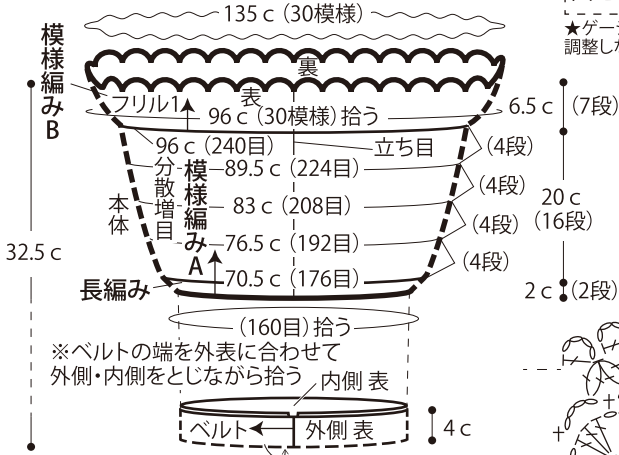 135 c（30模様）
★ゲー
調整し
模様編みB
裏
フリル1
表
96 c（30模様）拾う
6.5 c（7段）
96 c（240目）
立ち目
（4段）
分散増目
模様編みA
89.5 c（224目）
（4段）
本体
83 c（208目）
20 c
（16段）
（4段）
76.5 c（192目）
32.5 c
（4段）
長編み
70.5 c（176目）
2 c（2段）
（160目）拾う
※ベルトの端を外表に合わせて
外側・内側をとじながら拾う
内側 表
ベルト
外側 表
4 c